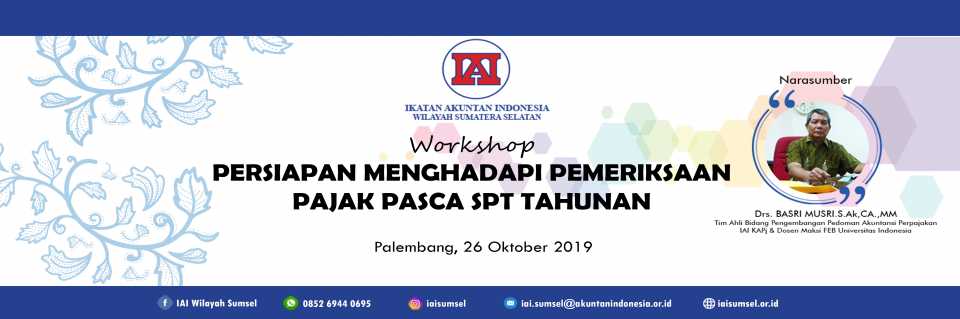 IAI
IKATAN AKUNTAN INDONESIA
WILAYAH SUMATERA SELATAN
Workshop
PERSIAPAN MENGHADAPI PEMERIKSAAN
PAJAK PASCA SPT TAHUNAN
Palembang, 26 Oktober 2019
Narasumber
Drs. BASRI MUSRI.S.Ak,CA.,MM
Tim Ahli Bidang Pengembangan Pedoman Akuntansi Perpajakan
IAI KAPj & Dosen Maksi FEB Universitas Indonesia
IAI Wilayah Sumsel
0852 6944 0695
iaisumsel
iai.sumsel@akuntanindonesia.or.id
iaisumsel.or.id